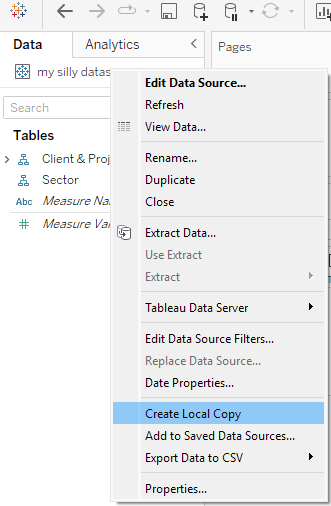 Data
Analytics
Pages
my silly datas
Search
Tables
Client & Proj
Sector
Abc
Measure Na
Measure Va
Edit Data Source...
Refresh
View Data...
Rename...
Duplicate
Close
Extract Data...
Use Extract
Extract
Tableau Data Server
Edit Data Source Filters...
Replace Data Source...
Date Properties...
Create Local Copy
Add to Saved Data Sources...
Export Data to CSV
Properties...